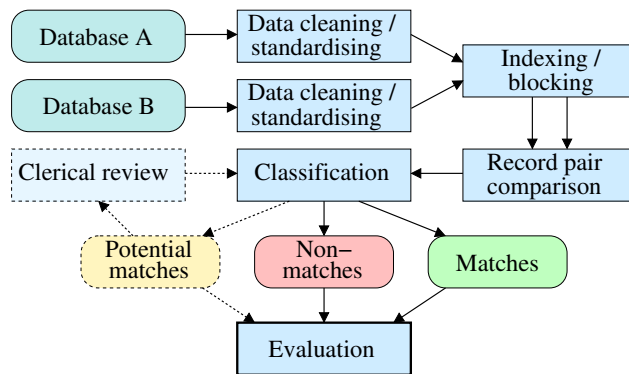 Database A
Data cleaning /
standardising
Indexing /
blocking
Database B
Data cleaning /
standardising
Clerical review
Classification
Record pair
comparison
Potential
matches
Non−
matches
Matches
Evaluation